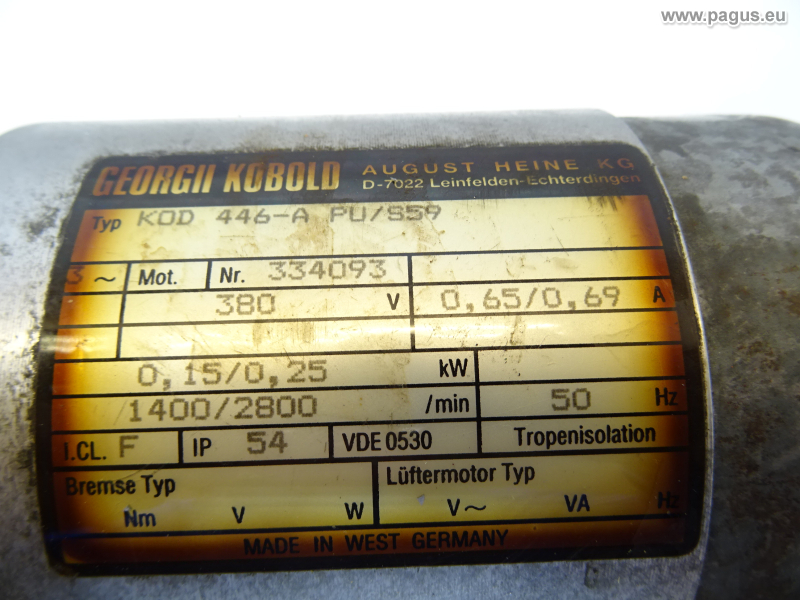 www.pagus.eu
GEORGII KOBOLD AUGUST HEINE KG
D-7022 Leinfelden-Echterdingen
Typ KOD 446-A PU/S59
3 ~ Mot. Nr. 334093
380 V 0,65/0,69 A
0,15/0,25 kW
1400/2800 /min 50 Hz
I.CL. F IP 54 VDE 0530 Tropenisolation
Bremse Typ Lüftermotor Typ
Nm V W V~ VA Hz
MADE IN WEST GERMANY